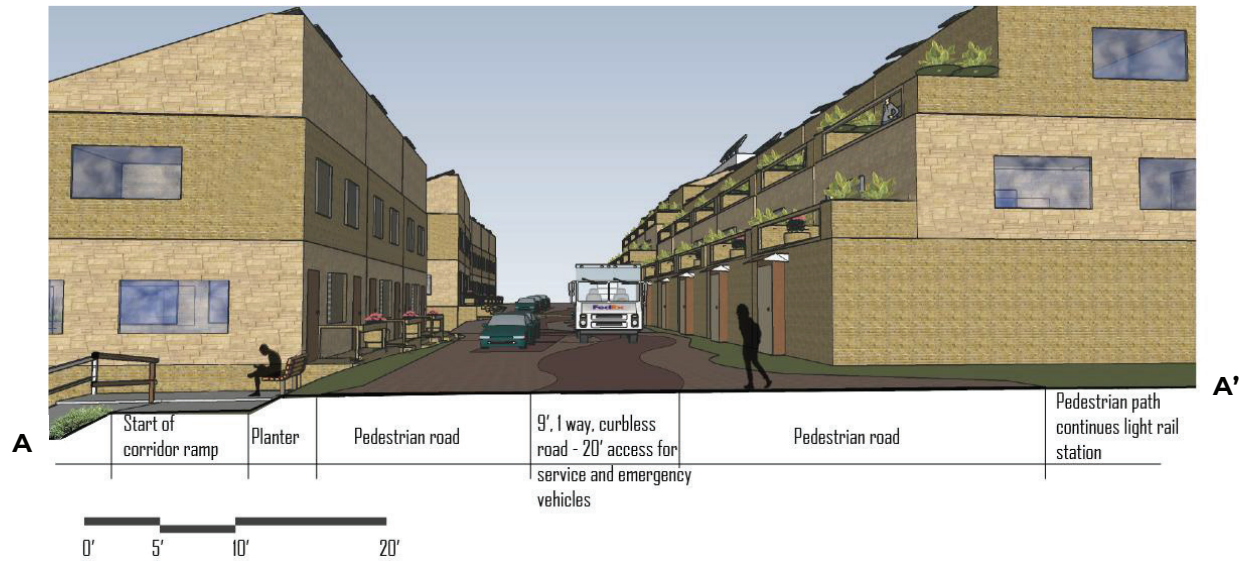 FedEx
A
A'
Start of
corridor ramp
Planter
Pedestrian road
9', 1 way, curbless
road - 20' access for
service and emergency
vehicles
Pedestrian road
Pedestrian path
continues light rail
station
0' 5' 10' 20'